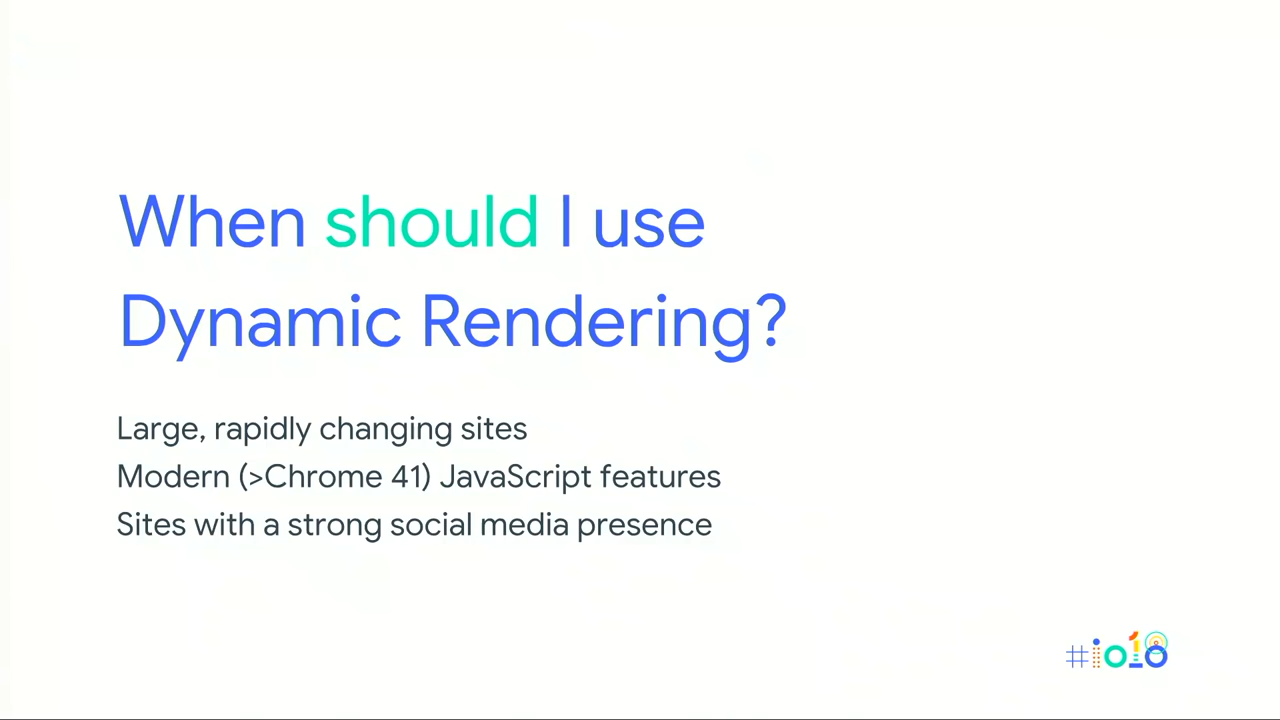 When should I use
Dynamic Rendering?
Large, rapidly changing sites
Modern (>Chrome 41) JavaScript features
Sites with a strong social media presence
#io18